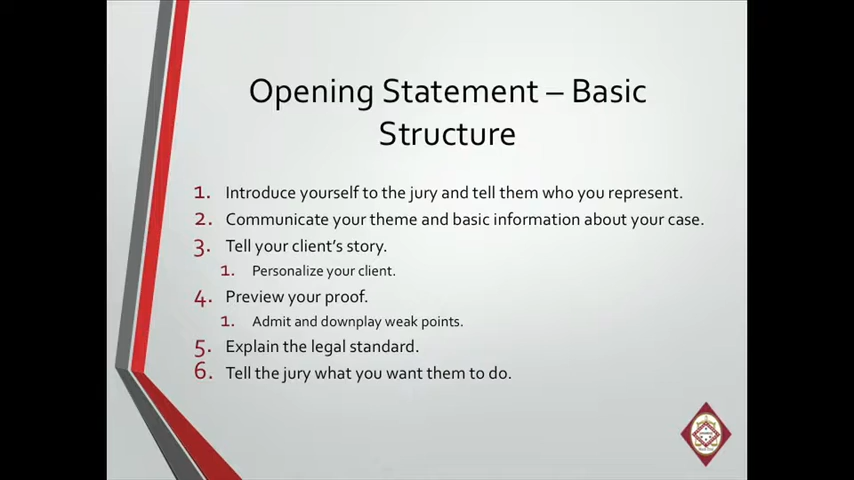 Opening Statement – Basic
Structure
1. Introduce yourself to the jury and tell them who you represent.
2. Communicate your theme and basic information about your case.
3. Tell your client's story.
1. Personalize your client.
4. Preview your proof.
1. Admit and downplay weak points.
5. Explain the legal standard.
6. Tell the jury what you want them to do.